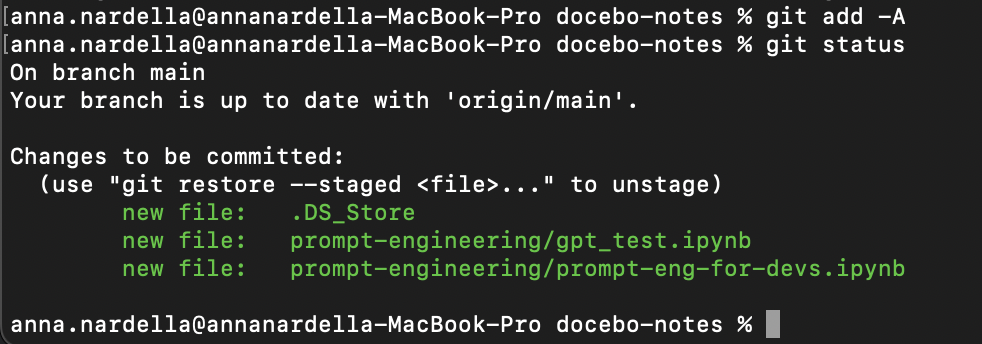 [anna.nardella@annanardella-MacBook-Pro docebo-notes % git add -A
[anna.nardella@annanardella-MacBook-Pro docebo-notes % git status
On branch main
Your branch is up to date with 'origin/main'.

Changes to be committed:
  (use "git restore --staged <file>..." to unstage)
        new file:   .DS_Store
        new file:   prompt-engineering/gpt_test.ipynb
        new file:   prompt-engineering/prompt-eng-for-devs.ipynb

anna.nardella@annanardella-MacBook-Pro docebo-notes %